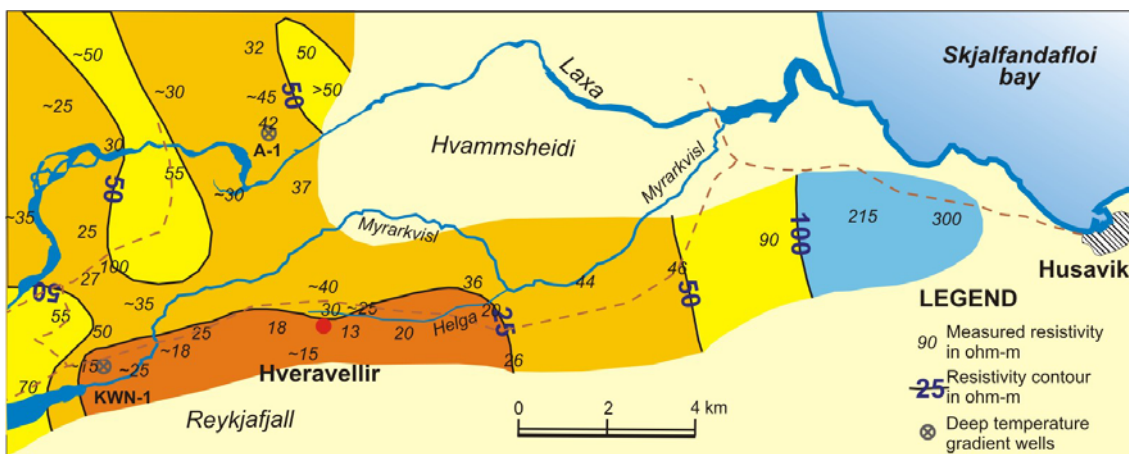 ~50
32
50
Skjalfandafloi
bay
~30
~45
50
>50
Laxa
~25
42
A-1
30
55
50
~30
37
Hvammsheidi
Myrarkvisl
~35
25
Myrarkvisl
215
300
90
100
100
27
46
44
36
Husavik
50
55
~35
~40
50
LEGEND
50
25
18
30
~25
13
20
20
Helga
25
90
Measured resistivity
in ohm-m
~18
~15
~15
~25
26
25
Resistivity contour
in ohm-m
70
KWN-1
Hveravellir
Reykjafjall
0
2
4 km
Deep temperature
gradient wells